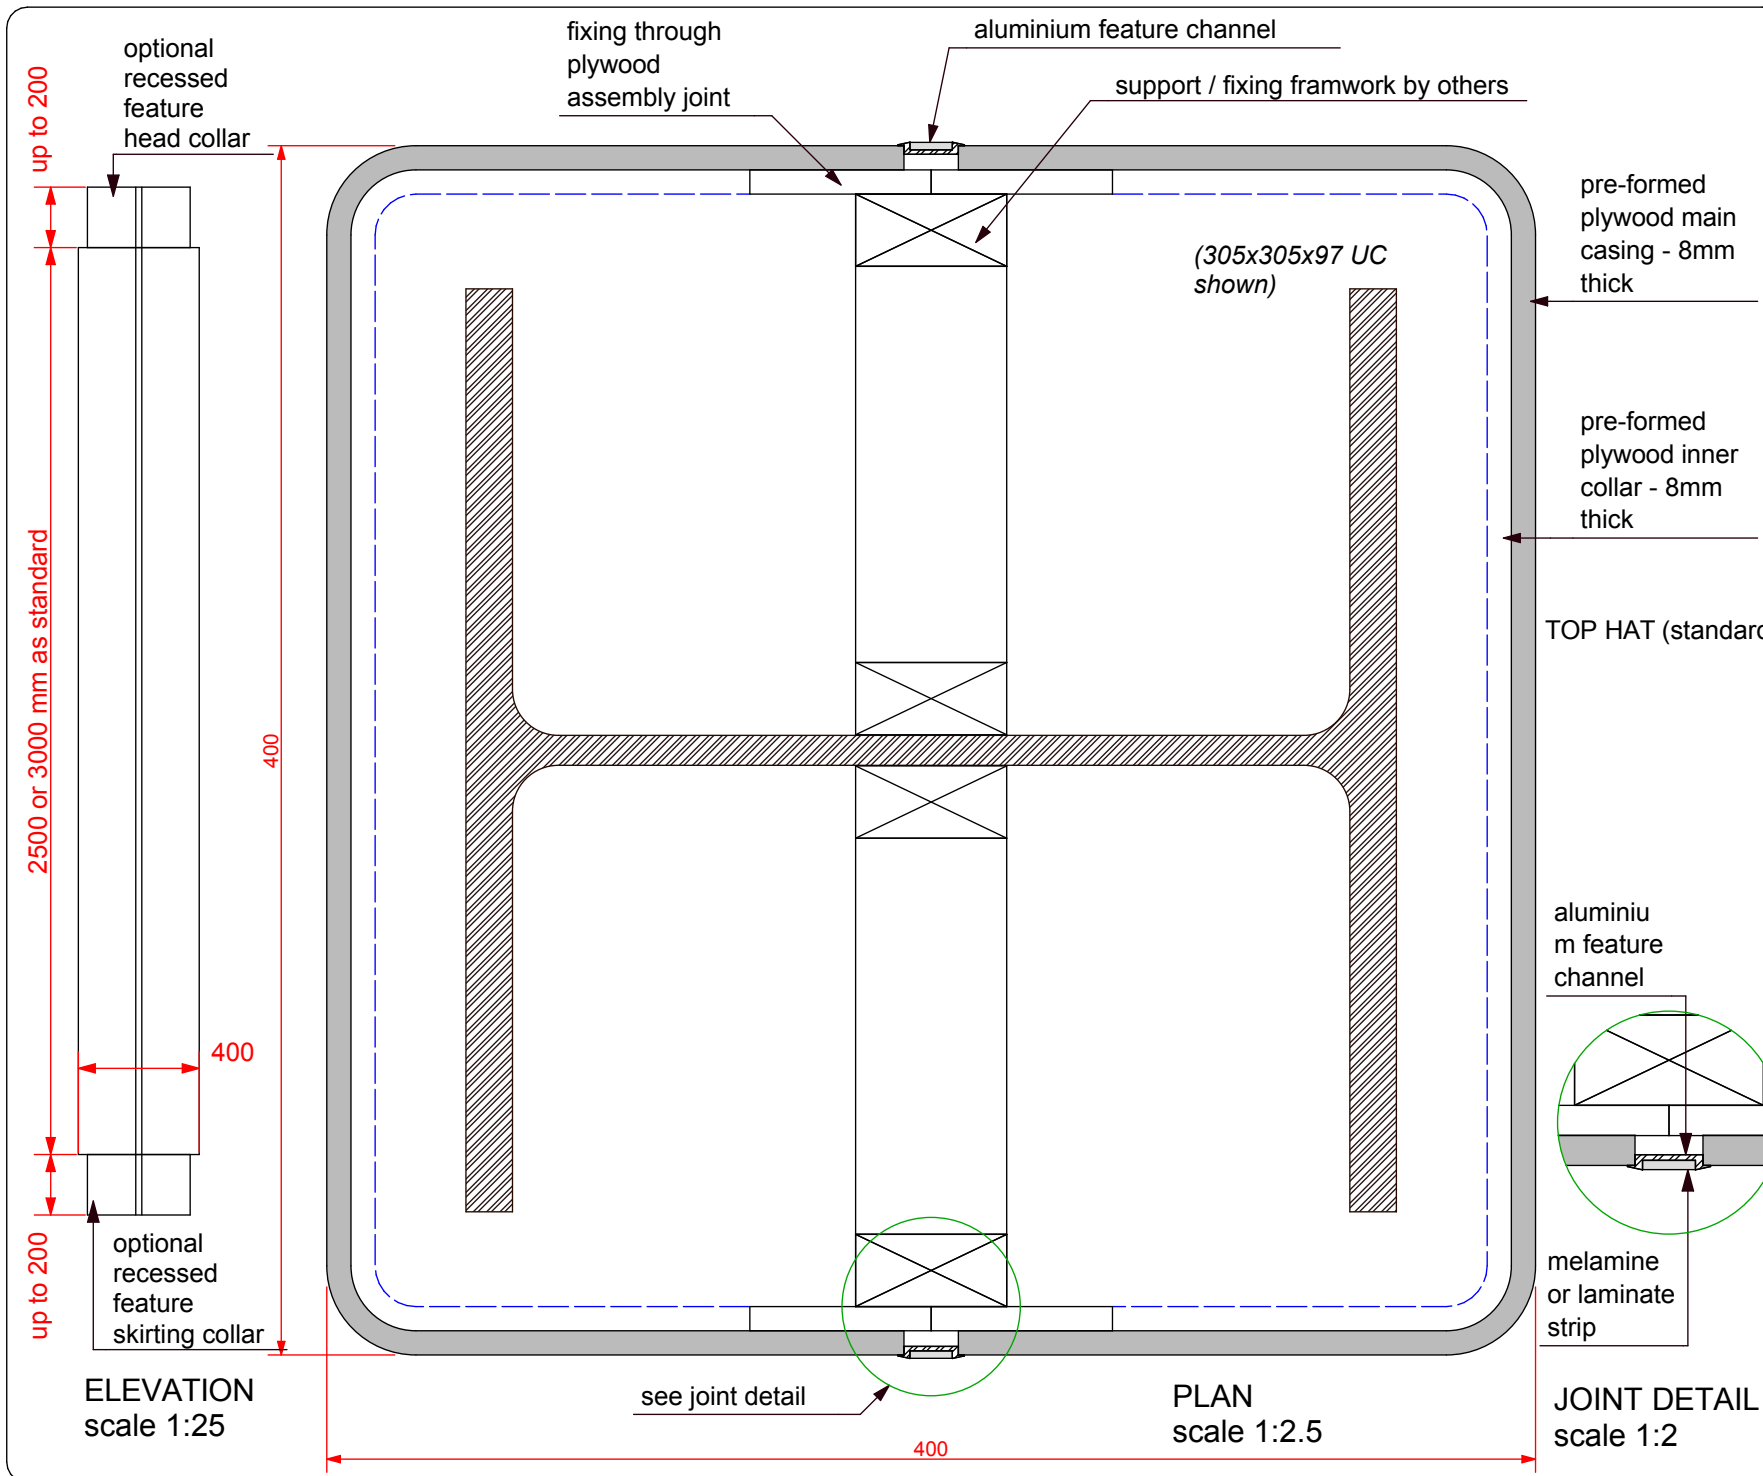 optional
recessed
feature
head collar
up to 200
2500 or 3000 mm as standard
400
up to 200
optional
recessed
feature
skirting collar
ELEVATION
scale 1:25
fixing through
plywood
assembly joint
aluminium feature channel
support / fixing framwork by others
(305x305x97 UC
shown)
400
see joint detail
PLAN
scale 1:2.5
400
pre-formed
plywood main
casing - 8mm
thick
pre-formed
plywood inner
collar - 8mm
thick
TOP HAT (standard
aluminiu
m feature
channel
melamine
or laminate
strip
JOINT DETAIL
scale 1:2